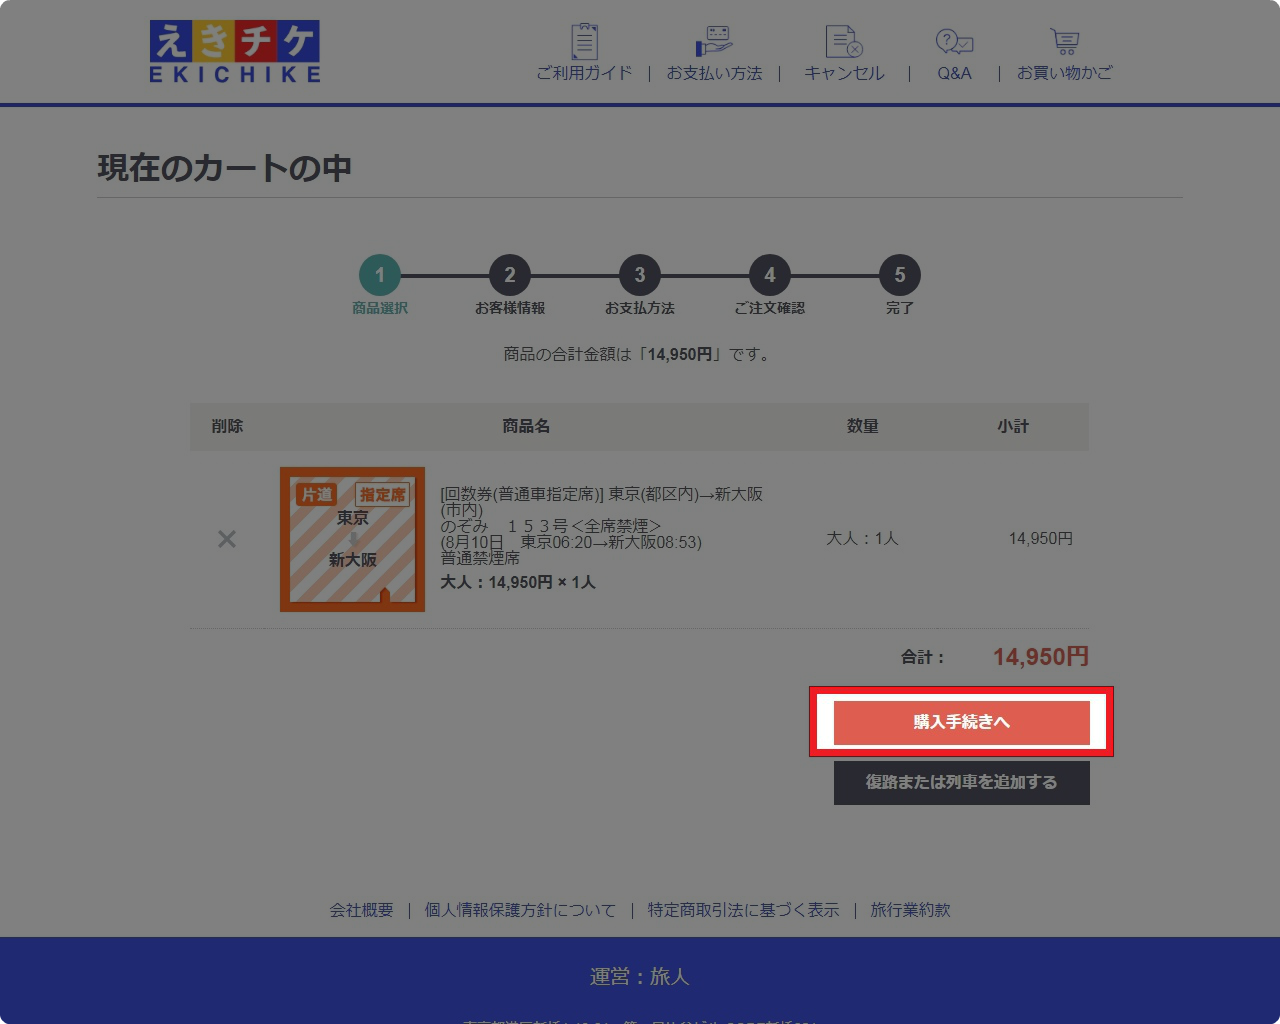 えきチケ
EKICHIKE
ご利用ガイド | お支払い方法 | キャンセル | Q&A | お買い物かご
現在のカートの中
1 2 3 4 5
商品選択 お客様情報 お支払方法 ご注文確認 完了
商品の合計金額は「14,950円」です。
削除 商品名 数量 小計
片道 指定席
東京
新大阪
[回数券(普通車指定席)] 東京(都区内)→新大阪
(市内)
のぞみ　１５３号＜全席禁煙＞
(8月10日　東京06:20→新大阪08:53)
普通禁煙席
大人：14,950円 × 1人
大人：1人
14,950円
合計： 14,950円
購入手続きへ
復路または列車を追加する
会社概要 | 個人情報保護方針について | 特定商取引法に基づく表示 | 旅行業約款
運営：旅人